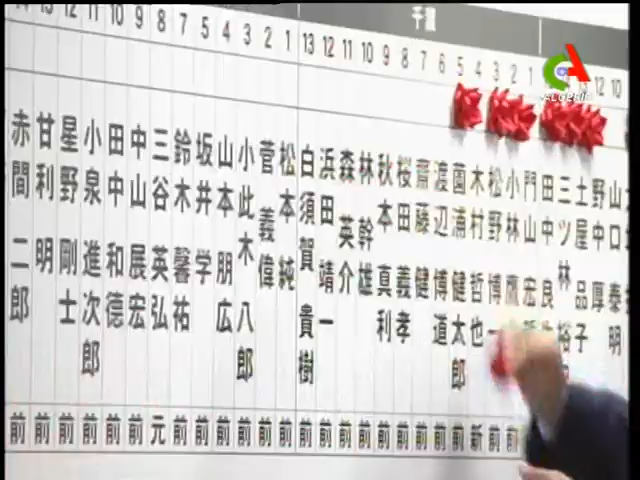 千葉
13 12 11 10 9 8 7 6 5 4 3 2 1 13 12 11 10 9 8 7 6 5 4 3 2 1
12 10
ALGERIE
山口 泰明
野中 厚
土屋 品子
三ツ林 裕
田中 良
門山 宏
小林 鷹
松野 博一
木村 哲也
薗浦 健太郎
渡辺 博道
齋藤 健
桜田 義孝
秋本 真利
林 幹雄
森 英介
浜田 靖一
白須賀 貴樹
松本 純
菅 義偉
小此木 八郎
山本 朋広
坂井 学
鈴木 馨祐
三谷 英弘
中山 展宏
田中 和德
小泉 進次郎
星野 剛士
甘利 明
赤間 二郎
前 前 前 前 前 前 元 前 前 前 前 前 前 前 前 前 前 前 前 前 前 前 新 前 前